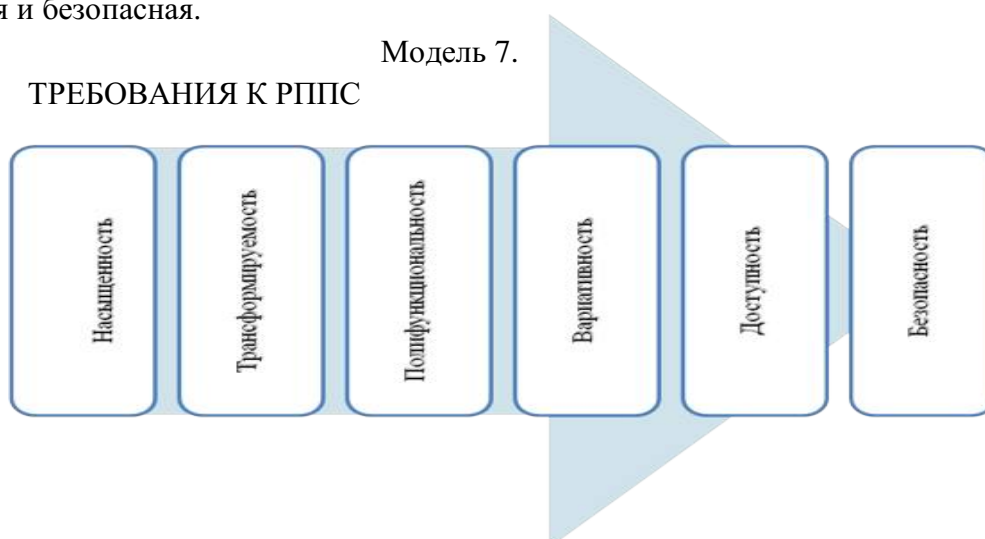 я и безопасная.
Модель 7.
ТРЕБОВАНИЯ К РППС
Насыщенность
Трансформируемость
Полифункциональность
Вариативность
Доступность
Безопасность